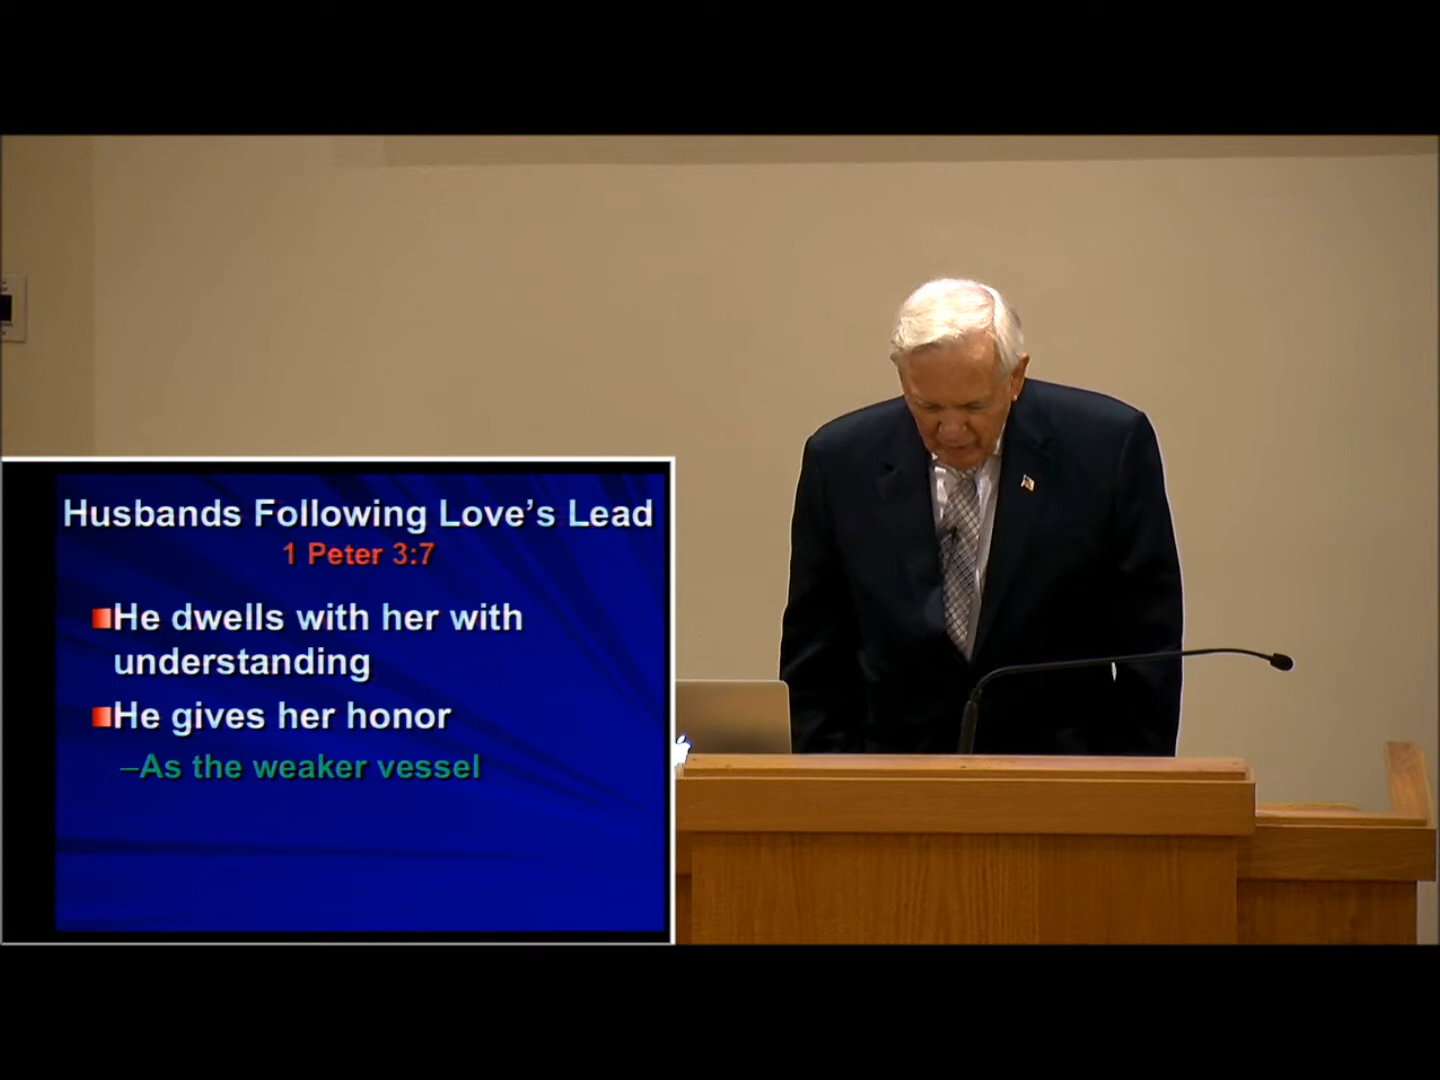 Husbands Following Love’s Lead
1 Peter 3:7
He dwells with her with
understanding
He gives her honor
–As the weaker vessel